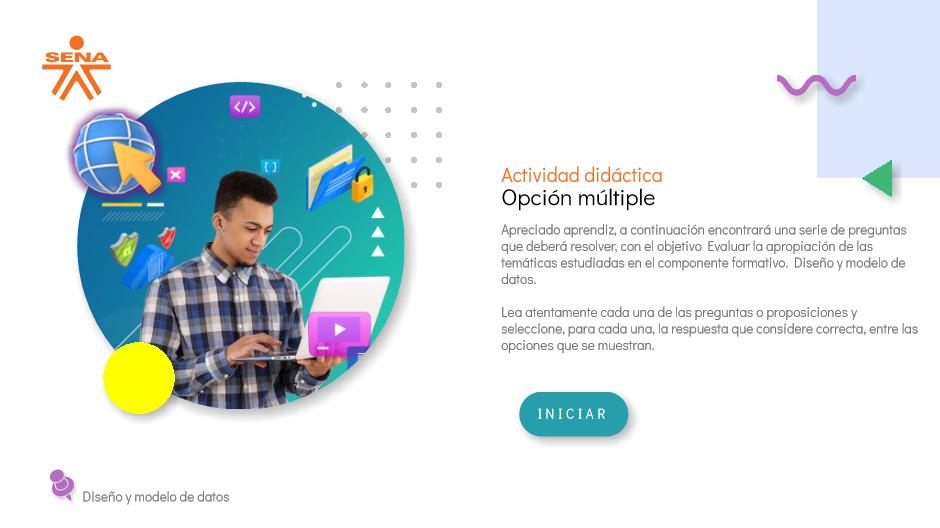 SENA
</>
{ }
Actividad didáctica
Opción múltiple
Apreciado aprendiz, a continuación encontrará una serie de preguntas
que deberá resolver, con el objetivo Evaluar la apropiación de las
temáticas estudiadas en el componente formativo. Diseño y modelo de
datos.
Lea atentamente cada una de las preguntas o proposiciones y
seleccione, para cada una, la respuesta que considere correcta, entre las
opciones que se muestran.
INICIAR
Diseño y modelo de datos